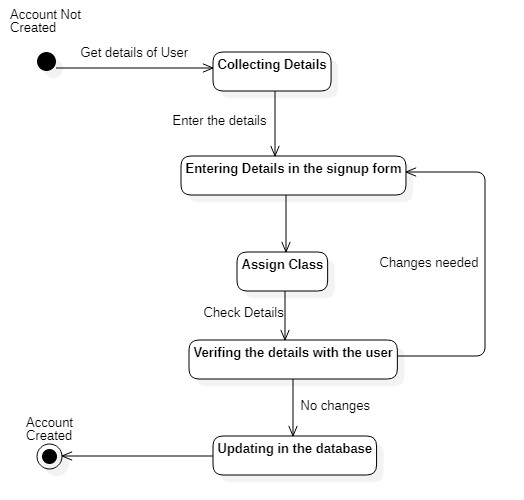 Account Not
Created
Get details of User
Collecting Details
Enter the details
Entering Details in the signup form
Assign Class
Changes needed
Check Details
Verifing the details with the user
No changes
Account
Created
Updating in the database